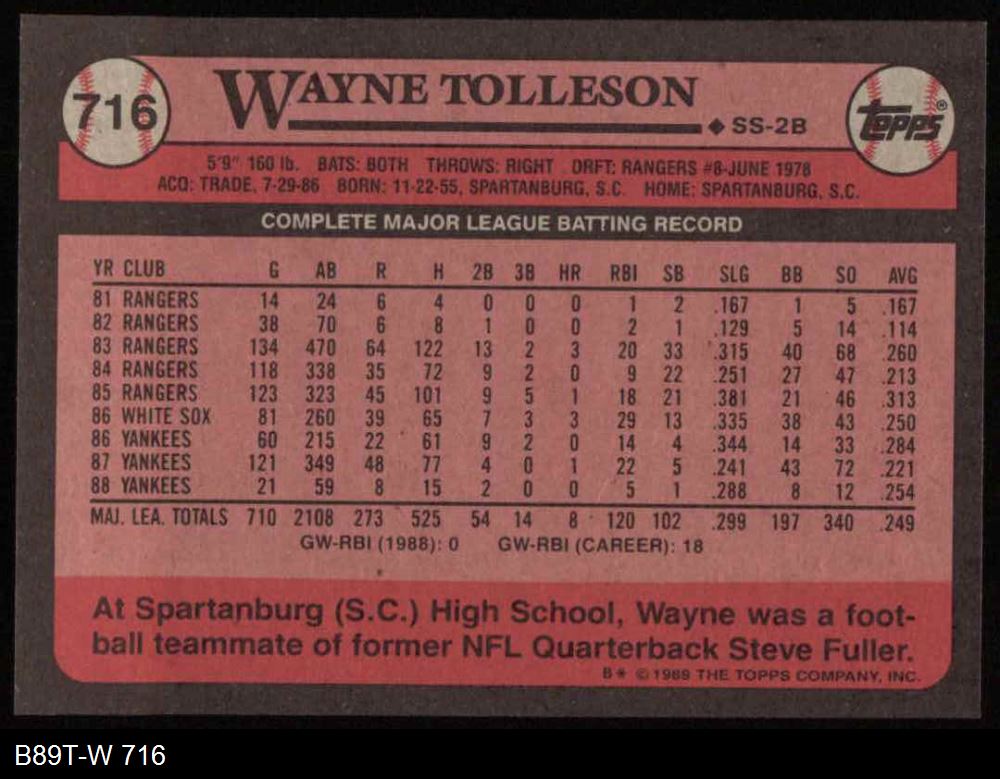 716
WAYNE TOLLESON
◆ SS-2B
Topps®
5'9" 160 lb. BATS: BOTH THROWS: RIGHT DRFT: RANGERS #8-JUNE 1978
ACQ: TRADE, 7-29-86 BORN: 11-22-55, SPARTANBURG, S.C. HOME: SPARTANBURG, S.C.
COMPLETE MAJOR LEAGUE BATTING RECORD
YR CLUB G AB R H 2B 3B HR RBI SB SLG BB SO AVG
81 RANGERS 14 24 6 4 0 0 0 1 2 .167 1 5 .167
82 RANGERS 38 70 6 8 1 0 0 2 1 .129 5 14 .114
83 RANGERS 134 470 64 122 13 2 3 20 33 .315 40 68 .260
84 RANGERS 118 338 35 72 9 2 0 9 22 .251 27 47 .213
85 RANGERS 123 323 45 101 9 5 1 18 21 .381 21 46 .313
86 WHITE SOX 81 260 39 65 7 3 3 29 13 .335 38 43 .250
86 YANKEES 60 215 22 61 9 2 0 14 4 .344 14 33 .284
87 YANKEES 121 349 48 77 4 0 1 22 5 .241 43 72 .221
88 YANKEES 21 59 8 15 2 0 0 5 1 .288 8 12 .254
MAJ. LEA. TOTALS 710 2108 273 525 54 14 8 120 102 .299 197 340 .249
GW-RBI (1988): 0 GW-RBI (CAREER): 18
At Spartanburg (S.C.) High School, Wayne was a foot-
ball teammate of former NFL Quarterback Steve Fuller.
B* © 1989 THE TOPPS COMPANY, INC.
B89T-W 716